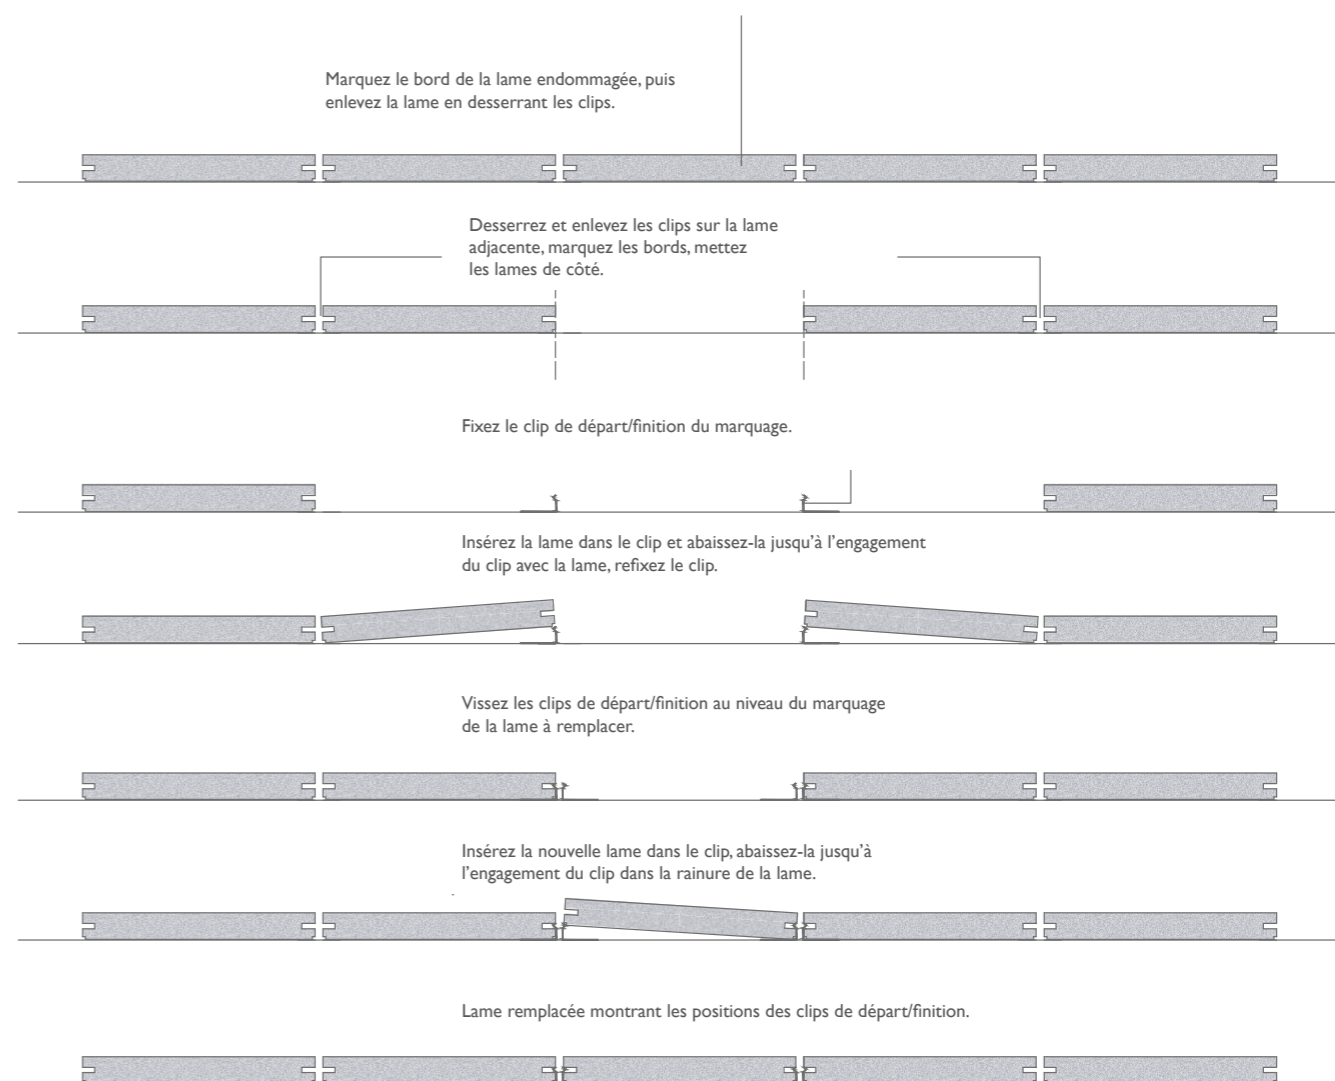 Marquez le bord de la lame endommagée, puis
enlevez la lame en desserrant les clips.
Desserrez et enlevez les clips sur la lame
adjacente, marquez les bords, mettez
les lames de côté.
Fixez le clip de départ/finition du marquage.
Insérez la lame dans le clip et abaissez-la jusqu'à l'engagement
du clip avec la lame, refixez le clip.
Vissez les clips de départ/finition au niveau du marquage
de la lame à remplacer.
Insérez la nouvelle lame dans le clip, abaissez-la jusqu'à
l'engagement du clip dans la rainure de la lame.
Lame remplacée montrant les positions des clips de départ/finition.